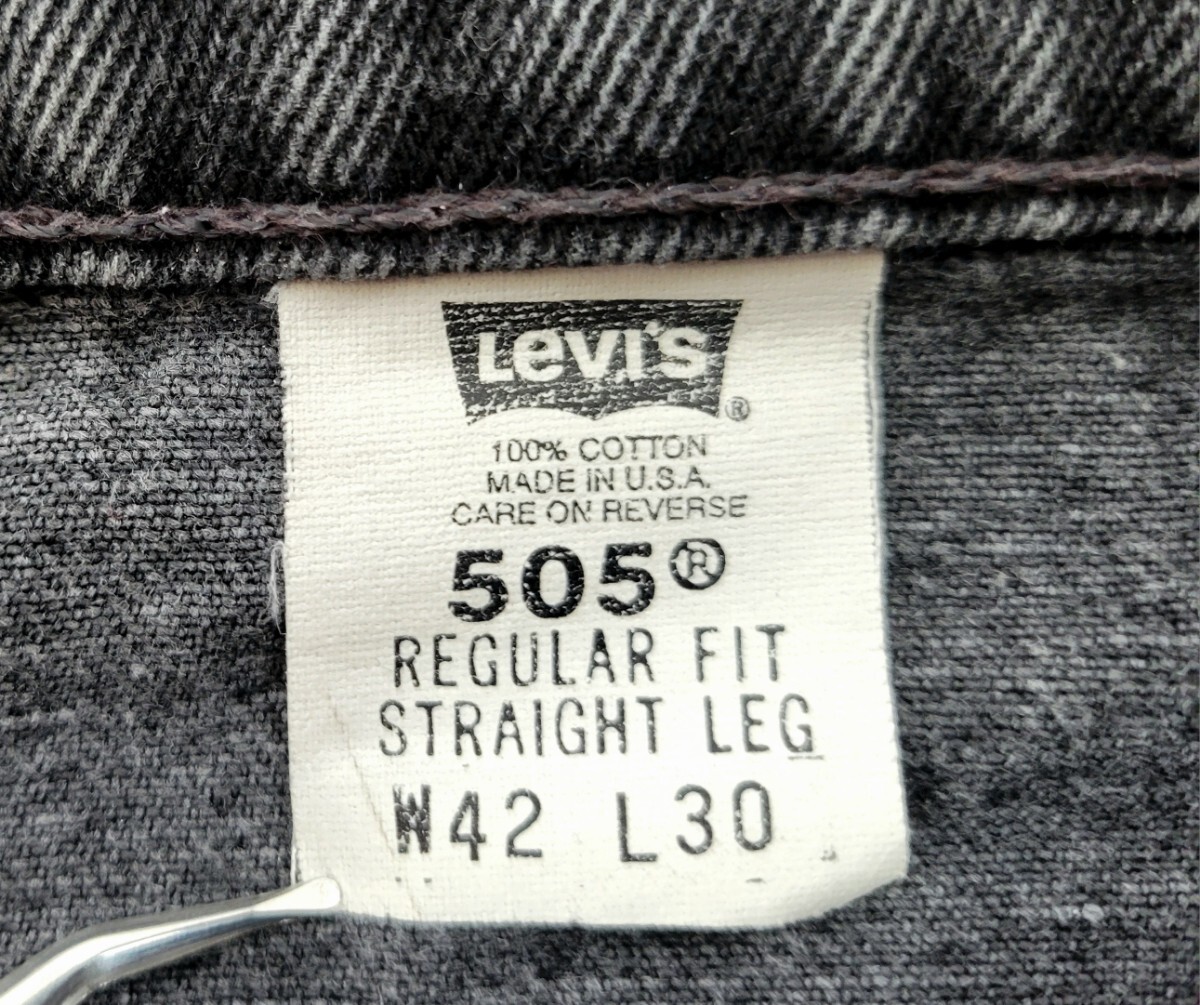 LeVI'S ®
100% COTTON
MADE IN U.S.A.
CARE ON REVERSE
505®
REGULAR FIT
STRAIGHT LEG
W42 L30